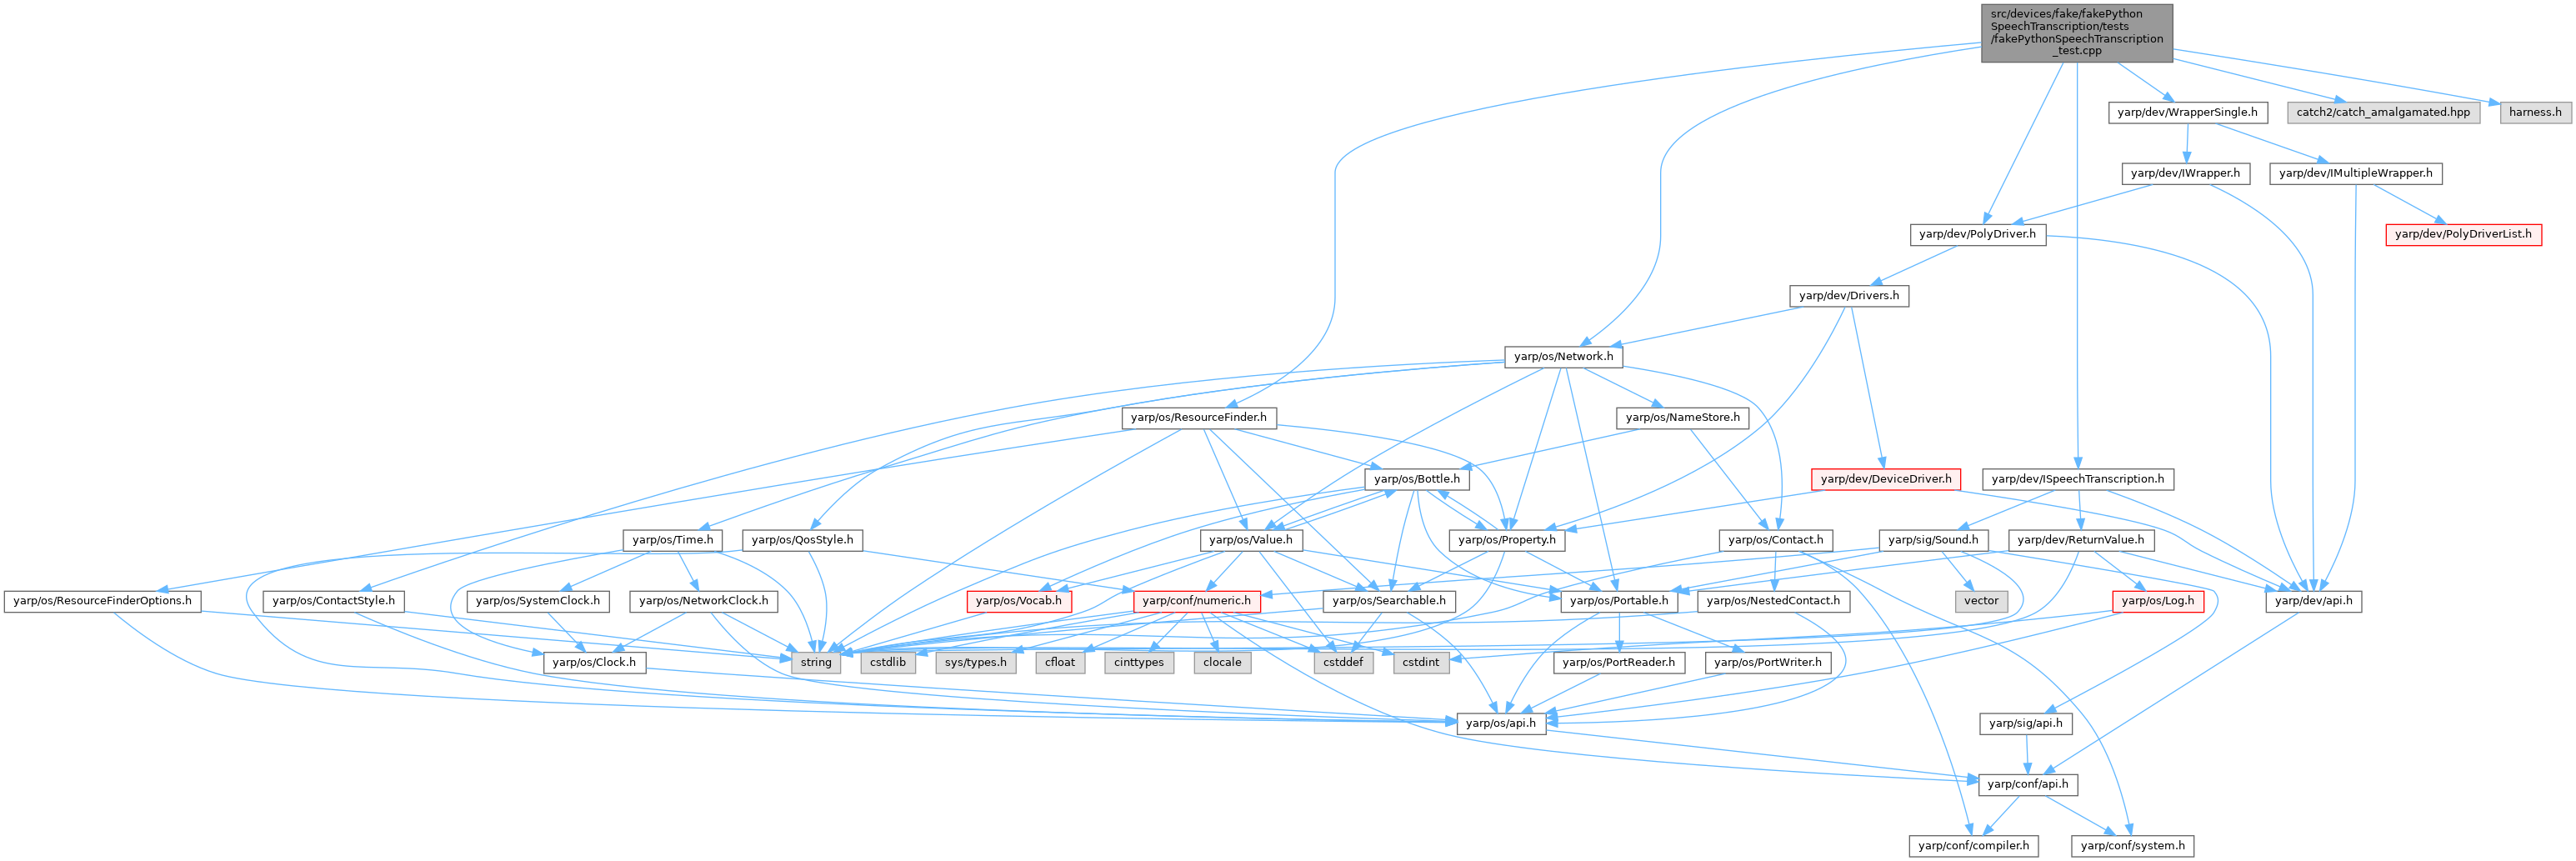 src/devices/fake/fakePython
SpeechTranscription/tests
/fakePythonSpeechTranscription
_test.cpp
yarp/dev/WrapperSingle.h
catch2/catch_amalgamated.hpp
harness.h
yarp/dev/IWrapper.h
yarp/dev/IMultipleWrapper.h
yarp/dev/PolyDriver.h
yarp/dev/PolyDriverList.h
yarp/dev/Drivers.h
yarp/os/Network.h
yarp/os/ResourceFinder.h
yarp/os/NameStore.h
yarp/os/Bottle.h
yarp/dev/DeviceDriver.h
yarp/dev/ISpeechTranscription.h
yarp/os/Time.h
yarp/os/QosStyle.h
yarp/os/Value.h
yarp/os/Property.h
yarp/os/Contact.h
yarp/sig/Sound.h
yarp/dev/ReturnValue.h
yarp/os/ResourceFinderOptions.h
yarp/os/ContactStyle.h
yarp/os/SystemClock.h
yarp/os/NetworkClock.h
yarp/os/Vocab.h
yarp/conf/numeric.h
yarp/os/Searchable.h
yarp/os/Portable.h
yarp/os/NestedContact.h
vector
yarp/os/Log.h
yarp/dev/api.h
yarp/os/Clock.h
string
cstdlib
sys/types.h
cfloat
cinttypes
clocale
cstddef
cstdint
yarp/os/PortReader.h
yarp/os/PortWriter.h
yarp/os/api.h
yarp/sig/api.h
yarp/conf/api.h
yarp/conf/compiler.h
yarp/conf/system.h